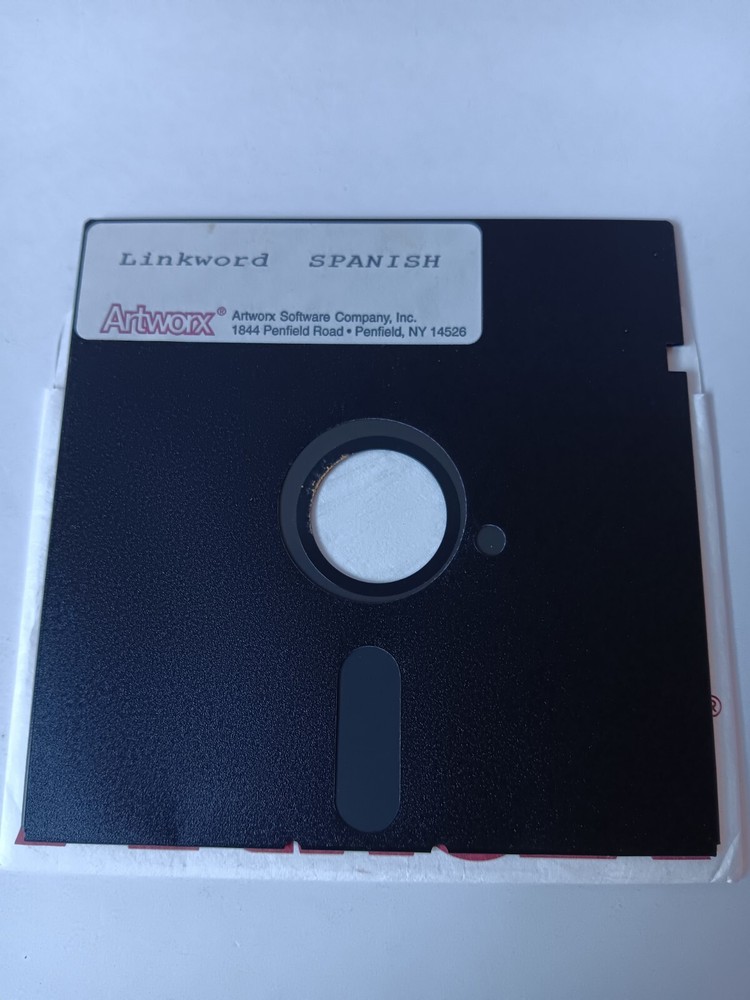 Linkword SPANISH
Artworx® Artworx Software Company, Inc.
1844 Penfield Road • Penfield, NY 14526
®